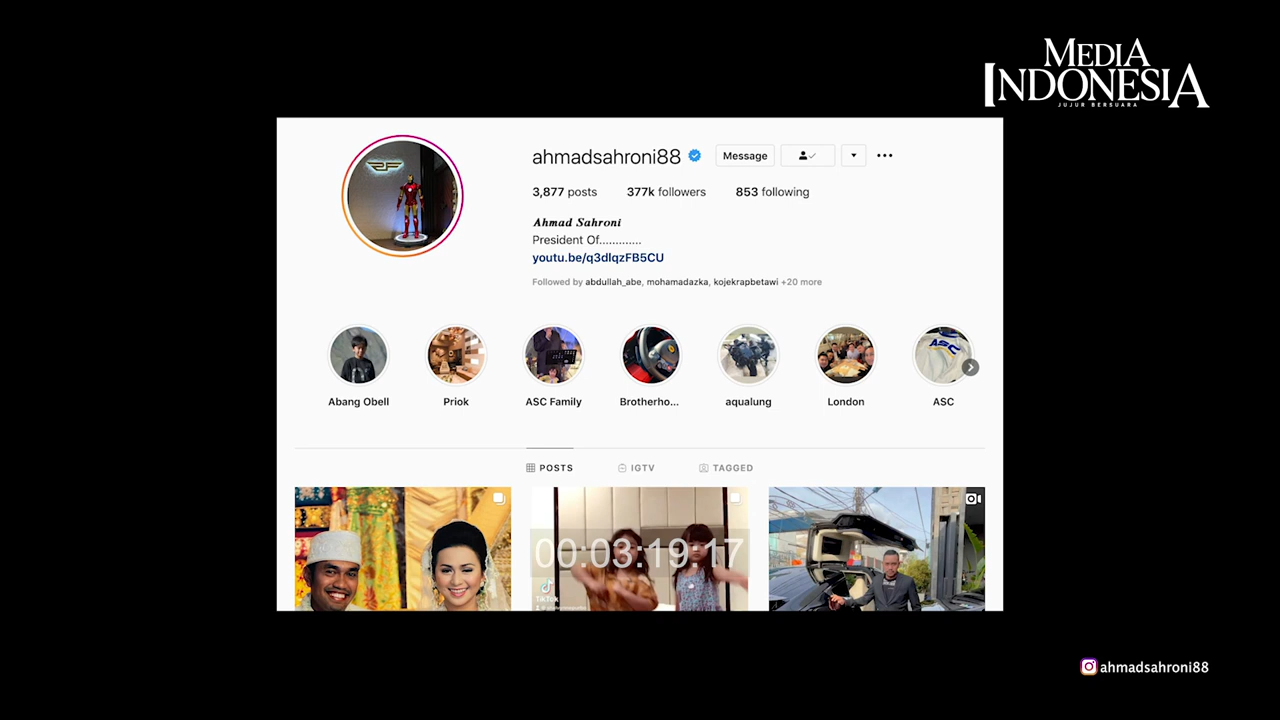 MEDIA
INDONESIA
JUJUR BERSUARA
ahmadsahroni88
Message
3,877 posts
377k followers
853 following
Ahmad Sahroni
President Of.............
youtu.be/q3dlqzFB5CU
Followed by abdullah_abe, mohamadazka, kojekrapbetawi +20 more
Abang Obell
Priok
ASC Family
Brotherho...
aqualung
London
ASC
ASC
POSTS
IGTV
TAGGED
00:03:19:17
TikTok
ahmadsahroni88